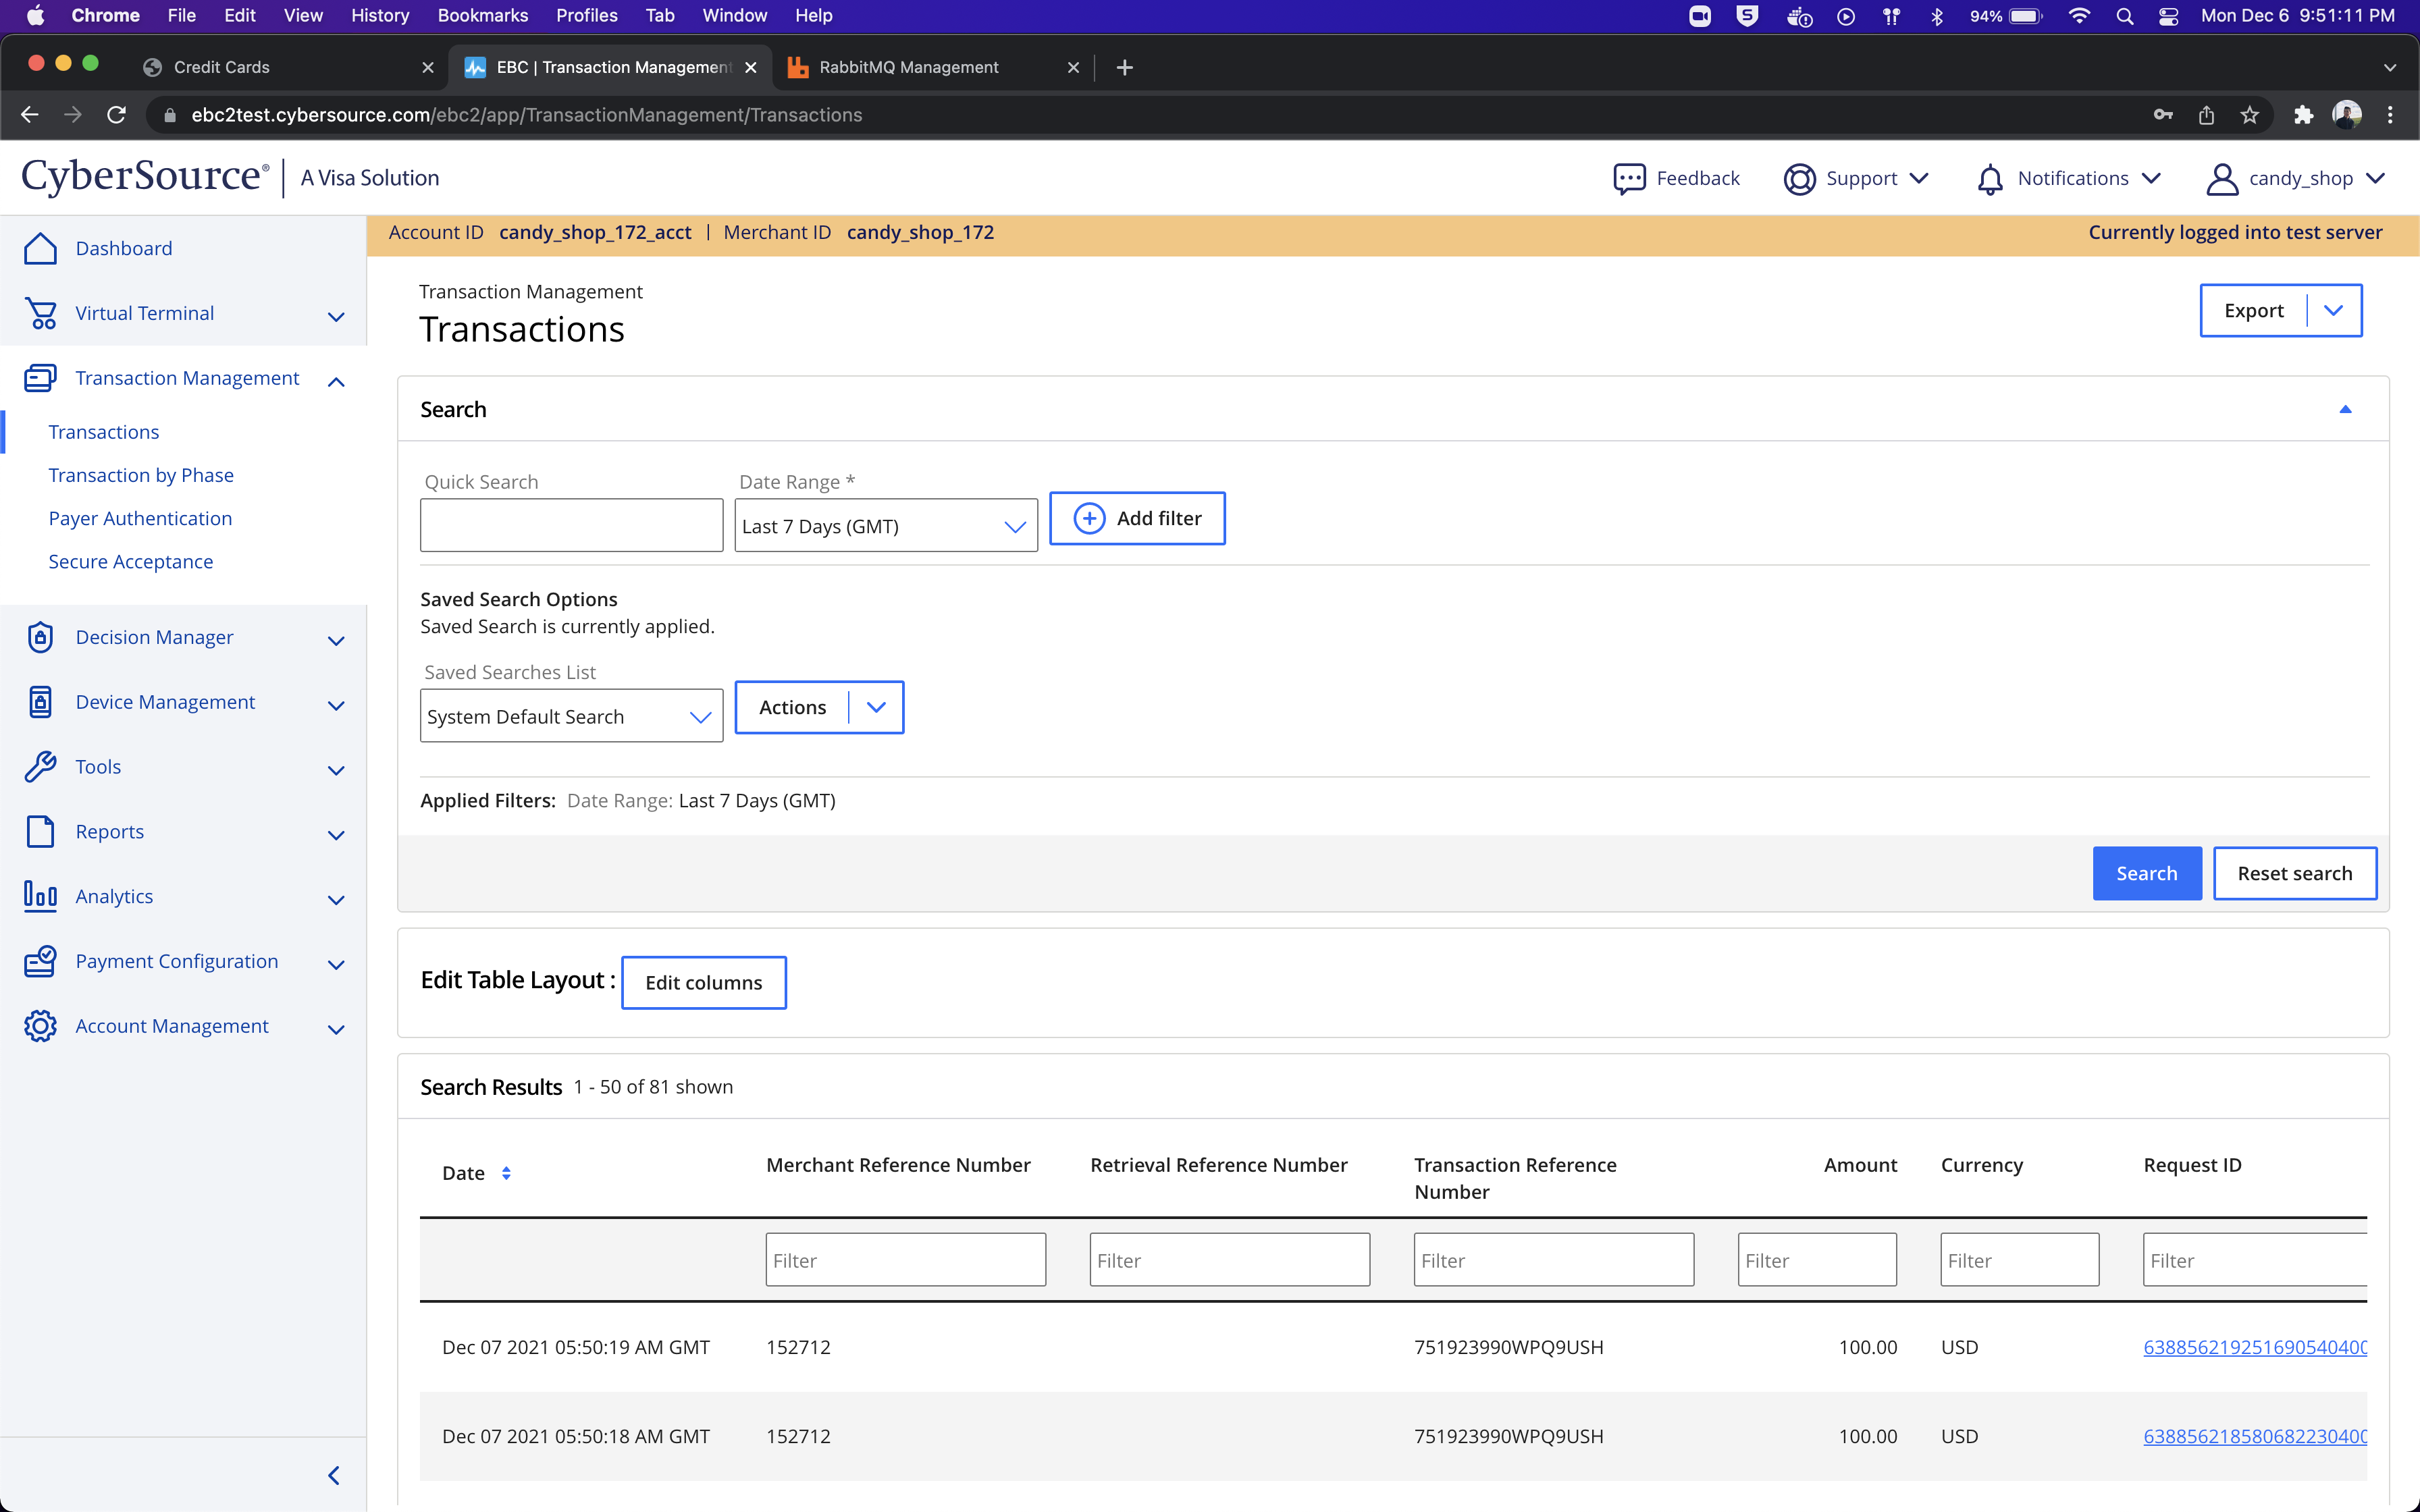 Chrome File Edit View History Bookmarks Profiles Tab Window Help 94% Mon Dec 6 9:51:11 PM
Credit Cards EBC | Transaction Management RabbitMQ Management
ebc2test.cybersource.com/ebc2/app/TransactionManagement/Transactions
CyberSource® A Visa Solution Feedback Support Notifications candy_shop
Account ID candy_shop_172_acct | Merchant ID candy_shop_172 Currently logged into test server
Dashboard
Virtual Terminal
Transaction Management
Transactions
Transaction by Phase
Payer Authentication
Secure Acceptance
Decision Manager
Device Management
Tools
Reports
Analytics
Payment Configuration
Account Management
Transaction Management
Transactions
Export
Search
Quick Search Date Range *
Last 7 Days (GMT) Add filter
Saved Search Options
Saved Search is currently applied.
Saved Searches List
System Default Search Actions
Applied Filters: Date Range: Last 7 Days (GMT)
Search Reset search
Edit Table Layout : Edit columns
Search Results 1 - 50 of 81 shown
Date Merchant Reference Number Retrieval Reference Number Transaction Reference Number Amount Currency Request ID
Filter Filter Filter Filter Filter Filter
Dec 07 2021 05:50:19 AM GMT 152712 751923990WPQ9USH 100.00 USD 638856219251690540400
Dec 07 2021 05:50:18 AM GMT 152712 751923990WPQ9USH 100.00 USD 638856218580682230400